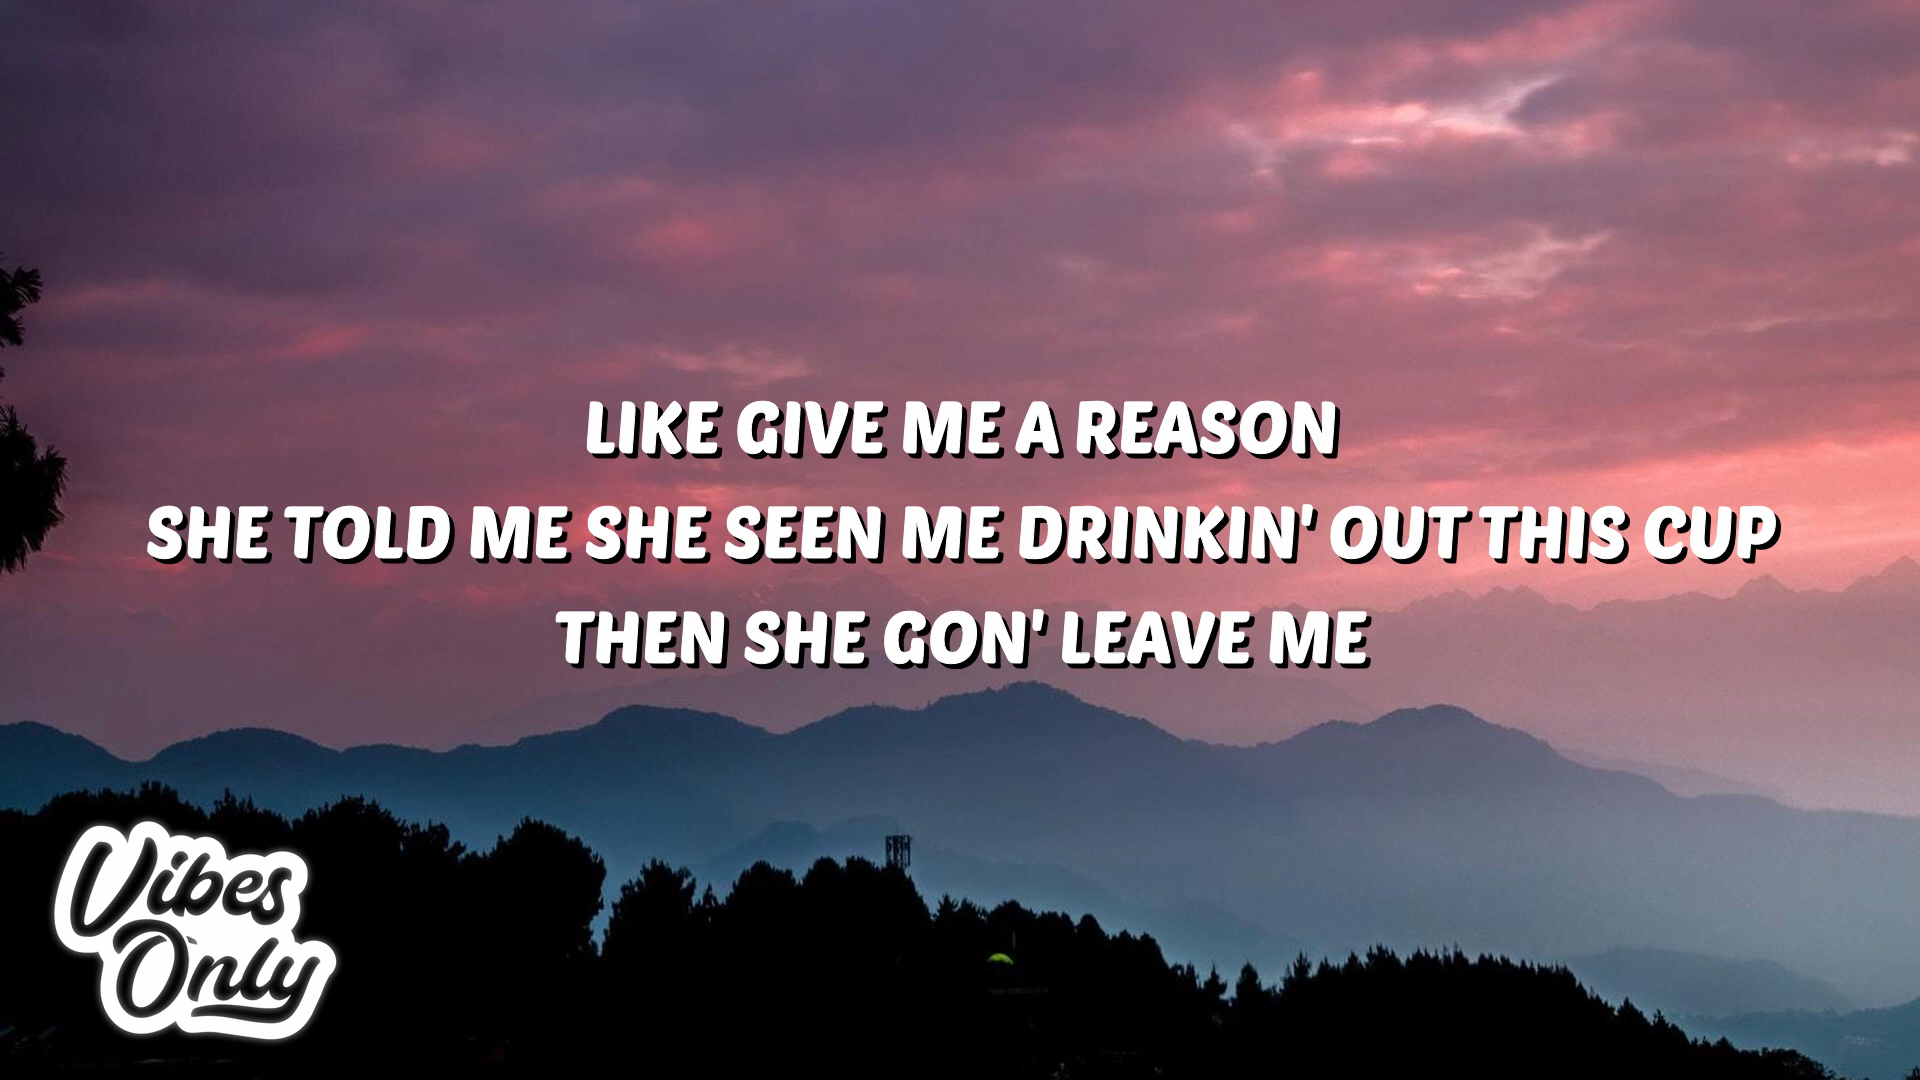 LIKE GIVE ME A REASON
SHE TOLD ME SHE SEEN ME DRINKIN' OUT THIS CUP
THEN SHE GON' LEAVE ME
Vibes
Only